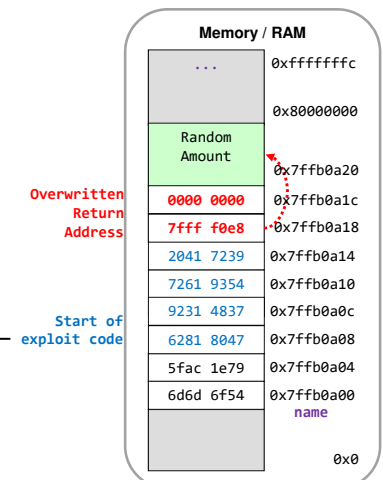 Memory / RAM
... 0xfffffffc
0x80000000
Random
Amount
0x7ffb0a20
Overwritten
Return
Address
0000 0000 0x7ffb0a1c
7fff f0e8 0x7ffb0a18
2041 7239 0x7ffb0a14
7261 9354 0x7ffb0a10
9231 4837 0x7ffb0a0c
Start of
exploit code
6281 8047 0x7ffb0a08
5fac 1e79 0x7ffb0a04
6d6d 6f54 0x7ffb0a00
name
0x0